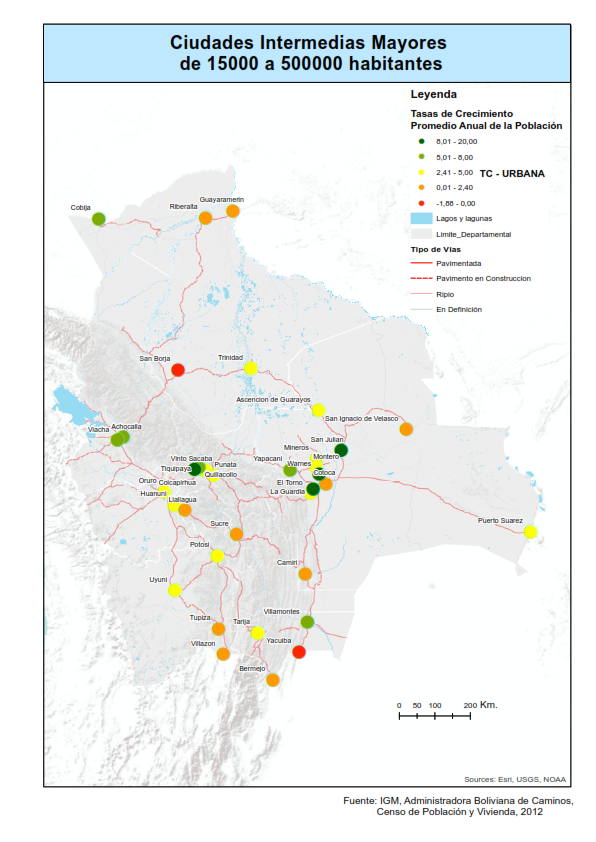 Ciudades Intermedias Mayores
de 15000 a 500000 habitantes
Leyenda
Tasas de Crecimiento
Promedio Anual de la Población
8,01 - 20,00
5,01 - 8,00
2,41 - 5,00
TC - URBANA
0,01 - 2,40
-1,88 - 0,00
Lagos y lagunas
Limite_Departamental
Tipo de Vias
Pavimentada
Pavimento en Construccion
Ripio
En Definición
Cobija
Riberalta
Guayaramerin
San Borja
Trinidad
Ascencion de Guarayos
San Ignacio de Velasco
Viacha
Achocalla
San Julian
Mineros
Montero
Yapacani
Warnes
Cotoca
El Torno
La Guardia
Vinto
Sacaba
Tiquipaya
Punata
Quillacollo
Colcapirhua
Oruro
Huanuni
Llallagua
Puerto Suarez
Sucre
Potosi
Camiri
Uyuni
Villamontes
Tupiza
Tarija
Villazon
Yacuiba
Bermejo
0 50 100 200 Km.
Sources: Esri, USGS, NOAA
Fuente: IGM, Administradora Boliviana de Caminos,
Censo de Población y Vivienda, 2012